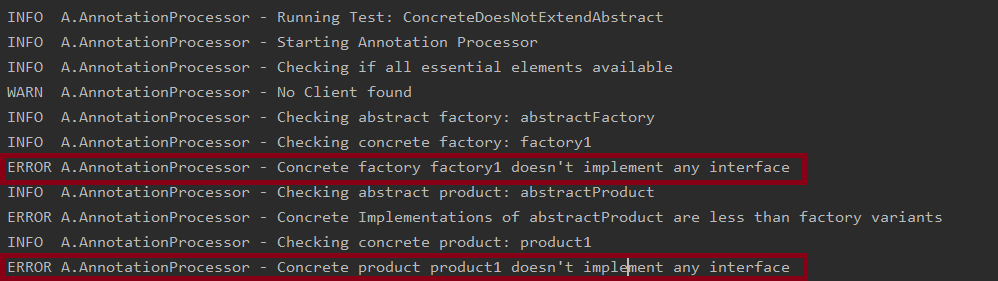 INFO  A.AnnotationProcessor - Running Test: ConcreteDoesNotExtendAbstract
INFO  A.AnnotationProcessor - Starting Annotation Processor
INFO  A.AnnotationProcessor - Checking if all essential elements available
WARN  A.AnnotationProcessor - No Client found
INFO  A.AnnotationProcessor - Checking abstract factory: abstractFactory
INFO  A.AnnotationProcessor - Checking concrete factory: factory1
ERROR A.AnnotationProcessor - Concrete factory factory1 doesn't implement any interface
INFO  A.AnnotationProcessor - Checking abstract product: abstractProduct
ERROR A.AnnotationProcessor - Concrete Implementations of abstractProduct are less than factory variants
INFO  A.AnnotationProcessor - Checking concrete product: product1
ERROR A.AnnotationProcessor - Concrete product product1 doesn't implement any interface